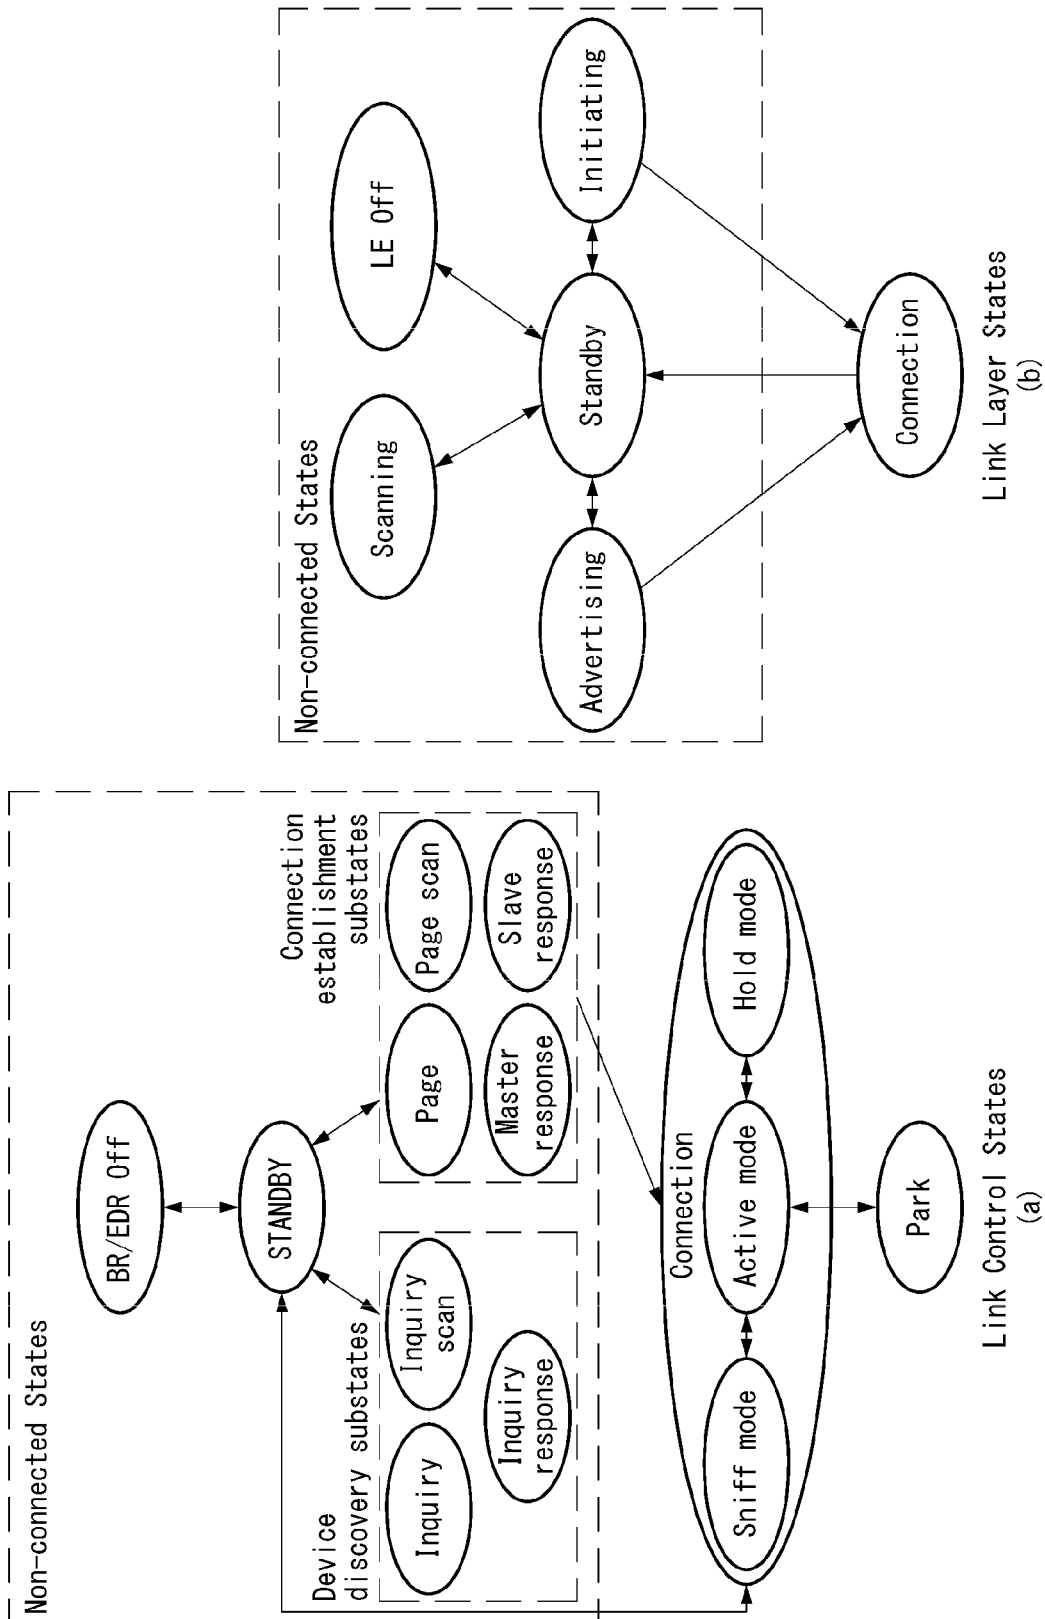 Non-connected States
BR/EDR Off
STANDBY
Device
discovery substates
Inquiry
Inquiry
scan
Inquiry
response
Connection
establishment
substates
Page
Page scan
Master
response
Slave
response
Connection
Sniff mode
Active mode
Hold mode
Park
Link Control States
(a)
Non-connected States
Scanning
LE Off
Advertising
Standby
Initiating
Connection
Link Layer States
(b)